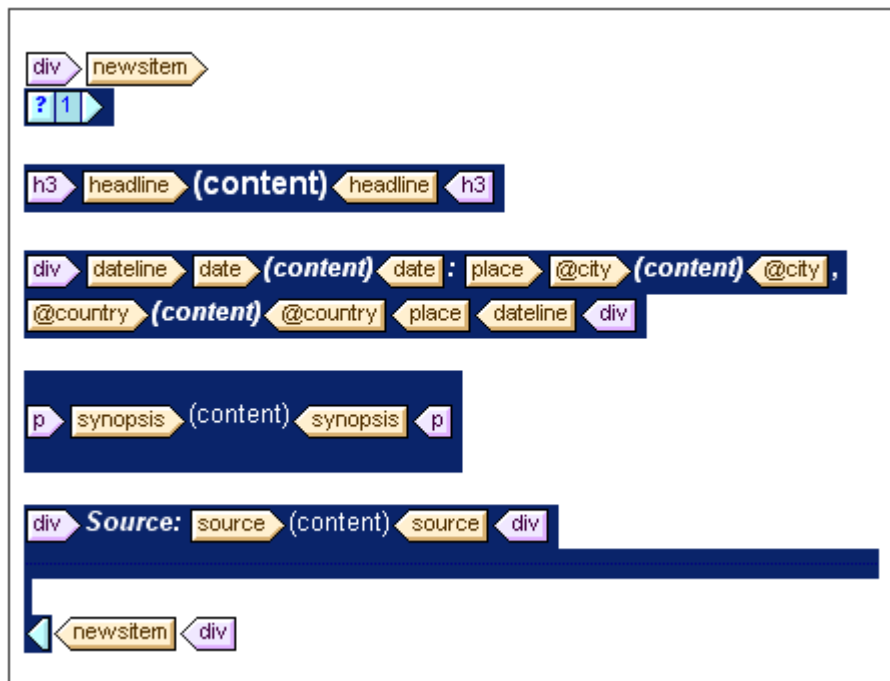 div newsitem
? 1
h3 headline (content) headline h3
div dateline date (content) date : place @city (content) @city ,
@country (content) @country place dateline div
p synopsis (content) synopsis p
div Source: source (content) source div
newsitem div